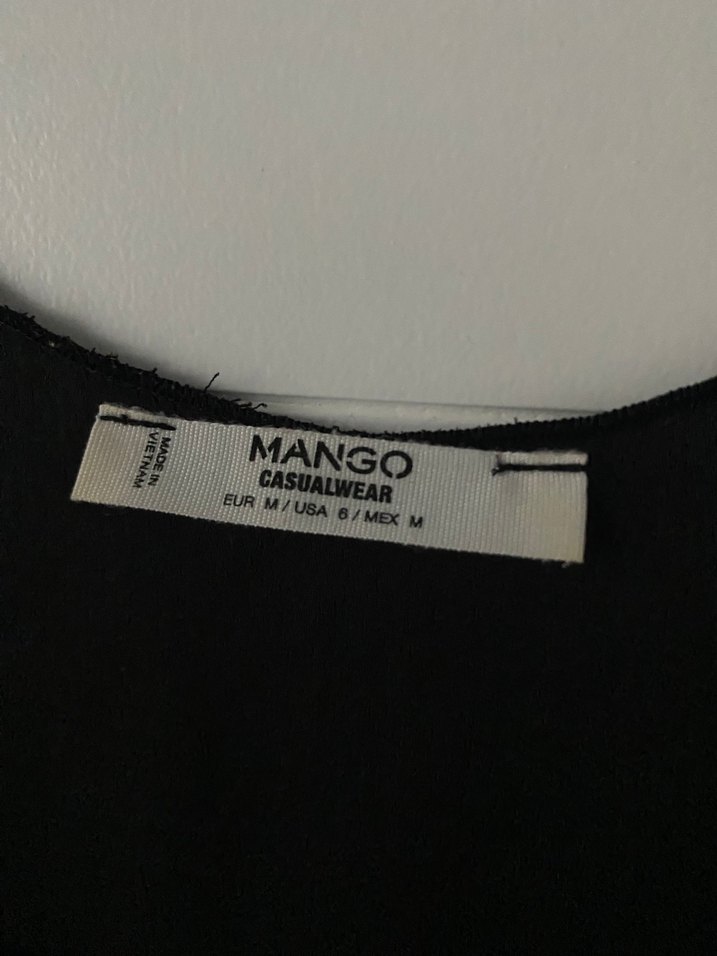 MADE IN
VIETNAM
MANGO
CASUALWEAR
EUR M / USA 6 / MEX M